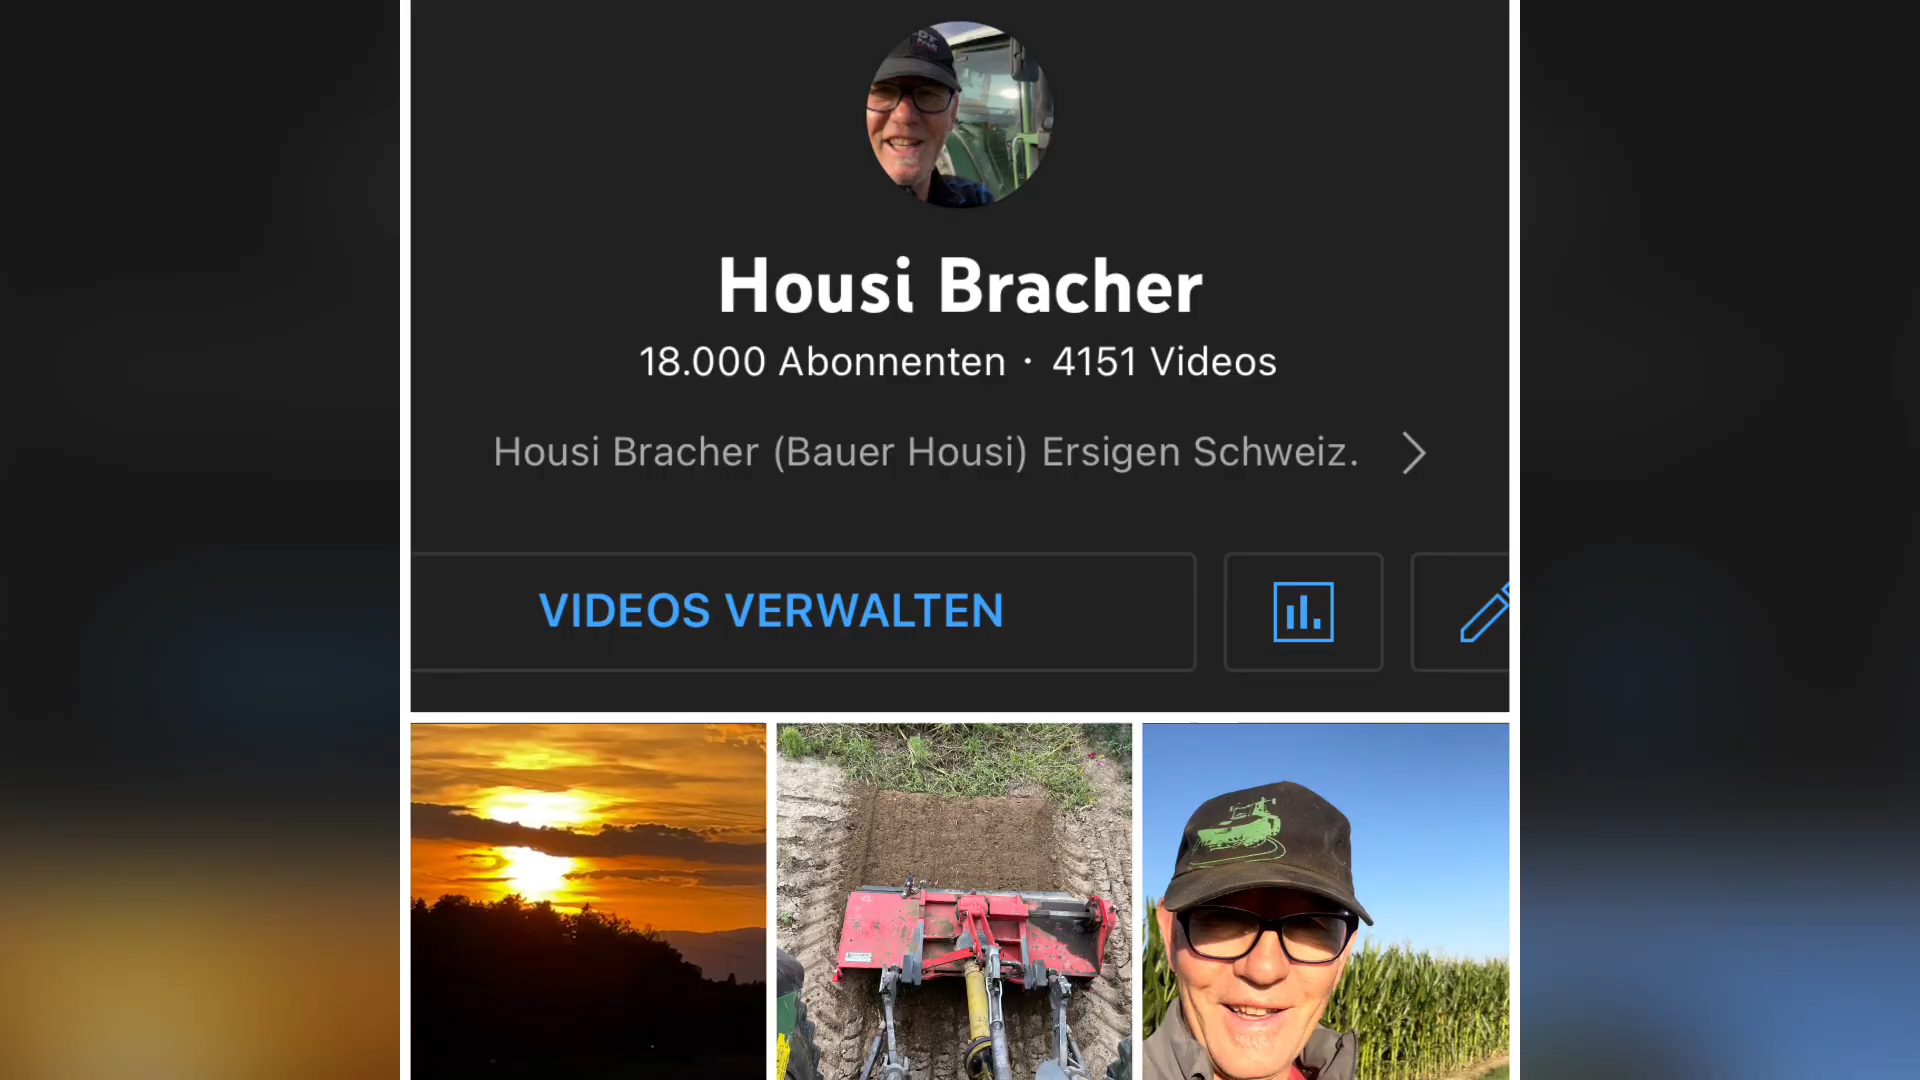 Housi Bracher
18.000 Abonnenten · 4151 Videos
Housi Bracher (Bauer Housi) Ersigen Schweiz.
VIDEOS VERWALTEN